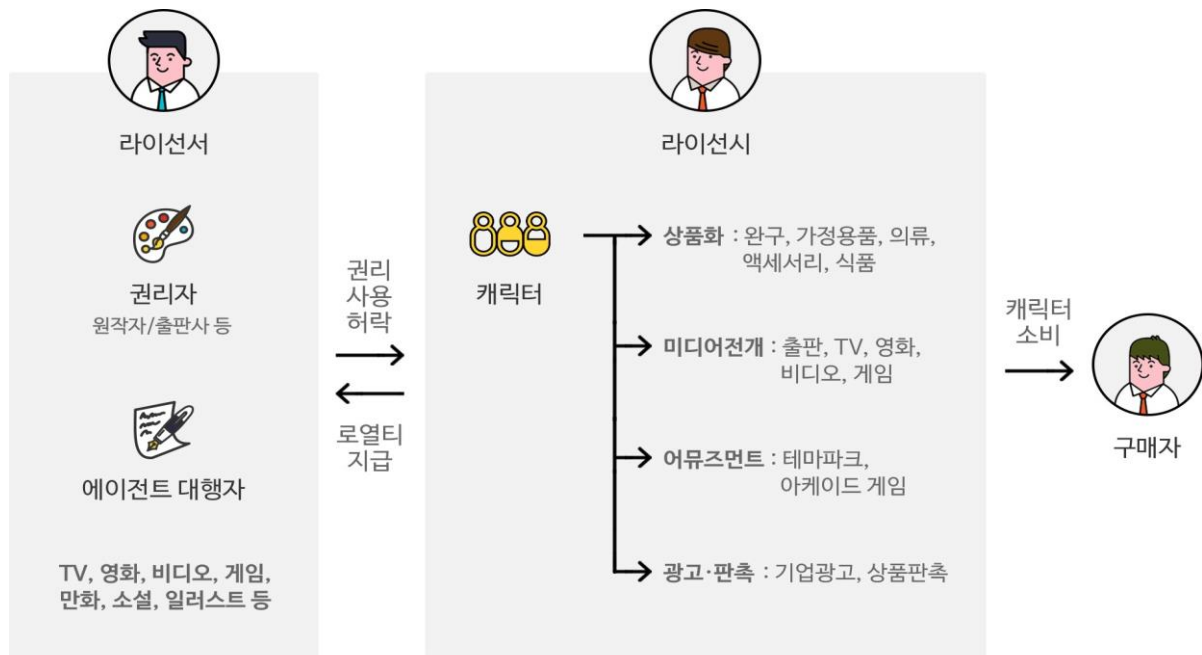 라이선서
권리자
원작자/출판사 등
에이전트 대행자
TV, 영화, 비디오, 게임,
만화, 소설, 일러스트 등
권리
사용
허락
로열티
지급
라이선시
캐릭터
상품화 : 완구, 가정용품, 의류,
액세서리, 식품
미디어전개 : 출판, TV, 영화,
비디오, 게임
어뮤즈먼트 : 테마파크,
아케이드 게임
광고·판촉 : 기업광고, 상품판촉
캐릭터
소비
구매자